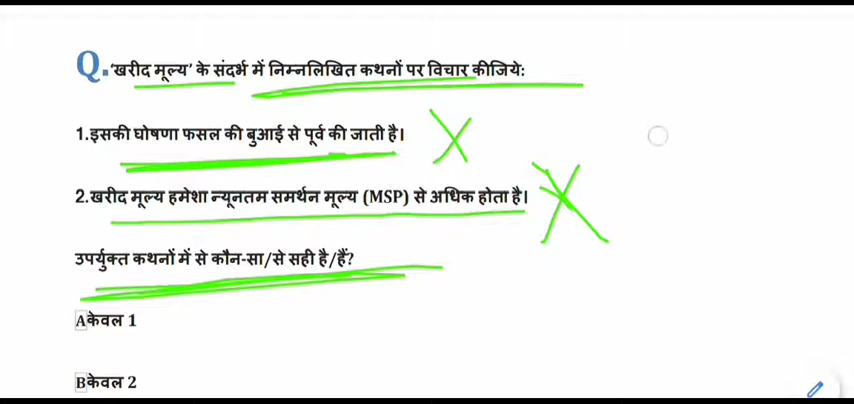 Q.'खरीद मूल्य' के संदर्भ में निम्नलिखित कथनों पर विचार कीजिये:
1.इसकी घोषणा फसल की बुआई से पूर्व की जाती है।
2.खरीद मूल्य हमेशा न्यूनतम समर्थन मूल्य (MSP) से अधिक होता है।
उपर्युक्त कथनों में से कौन-सा/से सही है/हैं?
Aकेवल 1
Bकेवल 2